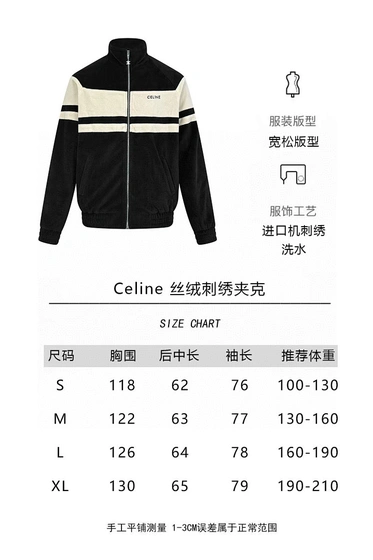 CELINE
服装版型
宽松版型
服饰工艺
进口机刺绣
洗水
Celine 丝绒刺绣夹克
SIZE CHART
尺码 胸围 后中长 袖长 推荐体重
S 118 62 76 100-130
M 122 63 77 130-160
L 126 64 78 160-190
XL 130 65 79 190-210
手工平铺测量 1-3CM误差属于正常范围